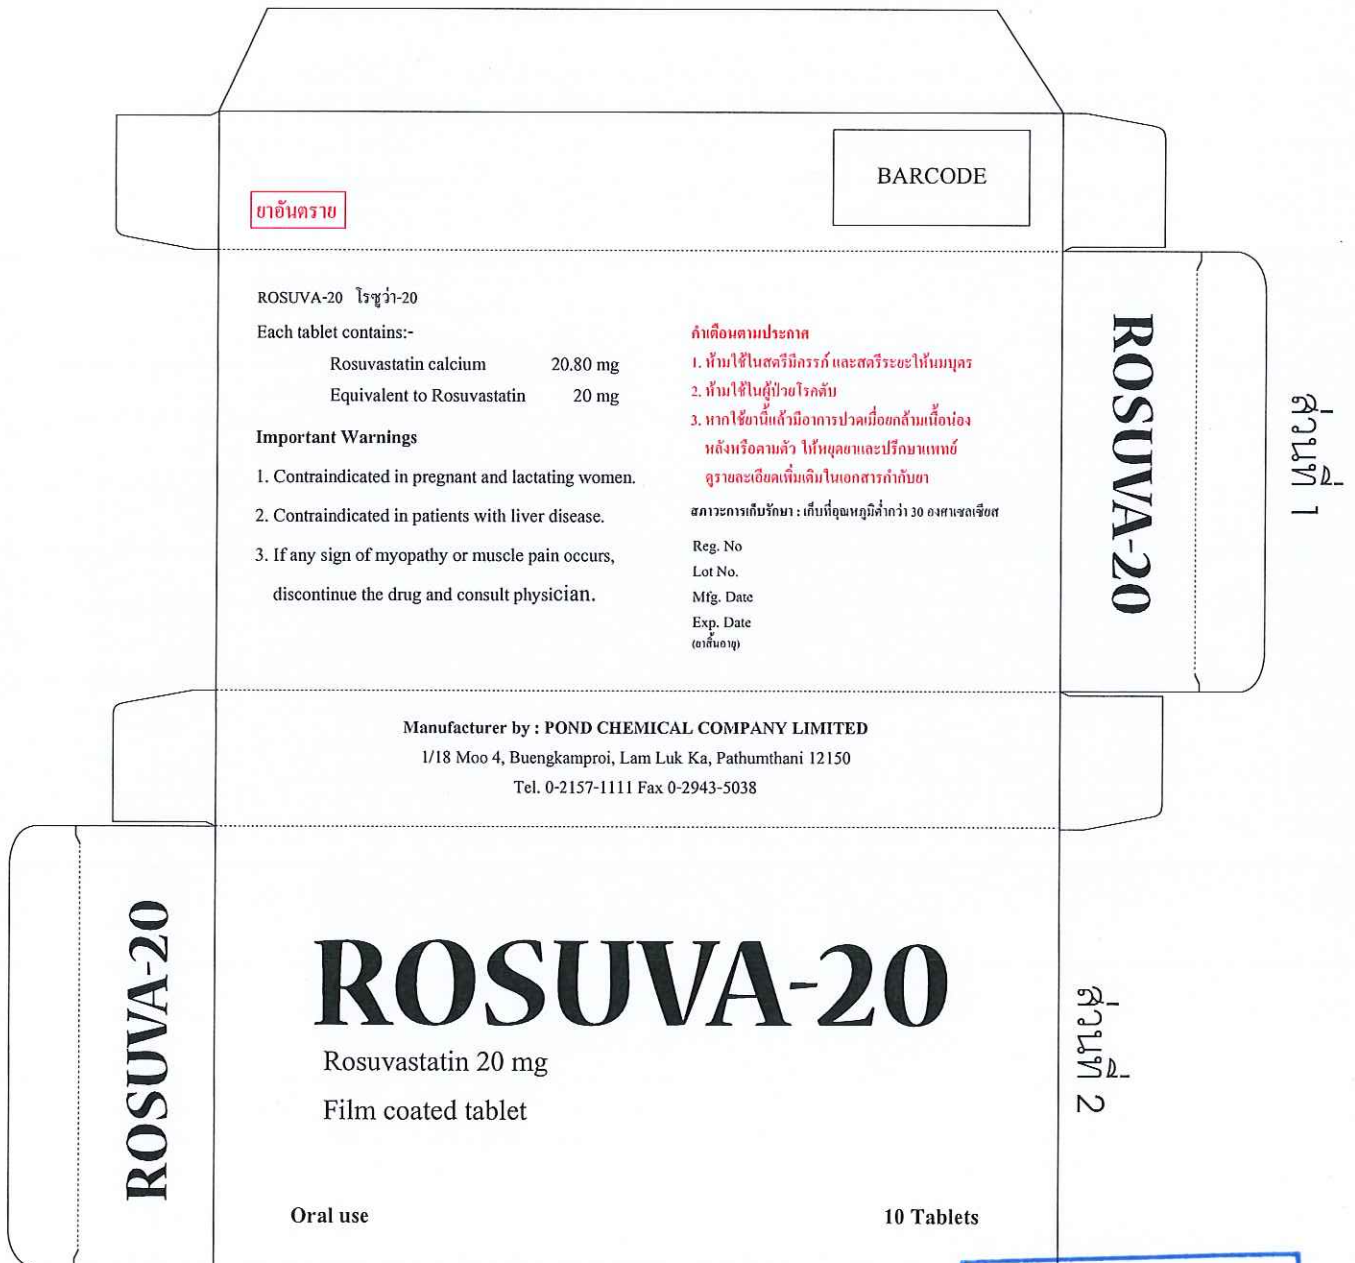 BARCODE
ยาอันตราย
ROSUVA-20 โรซูว่า-20
Each tablet contains:-
Rosuvastatin calcium 20.80 mg
Equivalent to Rosuvastatin 20 mg
Important Warnings
1. Contraindicated in pregnant and lactating women.
2. Contraindicated in patients with liver disease.
3. If any sign of myopathy or muscle pain occurs,
discontinue the drug and consult physician.
คำเตือนตามประกาศ
1. ห้ามใช้ในสตรีมีครรภ์ และสตรีระยะให้นมบุตร
2. ห้ามใช้ในผู้ป่วยโรคตับ
3. หากใช้ยานี้แล้วมีอาการปวดเมื่อยกล้ามเนื้อน่อง
หลังหรือตามตัว ให้หยุดยาและปรึกษาแพทย์
ดูรายละเอียดเพิ่มเติมในเอกสารกำกับยา
สภาวะการเก็บรักษา : เก็บที่อุณหภูมิต่ำกว่า 30 องศาเซลเซียส
Reg. No
Lot No.
Mfg. Date
Exp. Date
(ยาสิ้นอายุ)
ROSUVA-20
ส่วนที่ 1
Manufacturer by : POND CHEMICAL COMPANY LIMITED
1/18 Moo 4, Buengkamproi, Lam Luk Ka, Pathumthani 12150
Tel. 0-2157-1111 Fax 0-2943-5038
ROSUVA-20
ROSUVA-20
Rosuvastatin 20 mg
Film coated tablet
Oral use 10 Tablets
ส่วนที่ 2